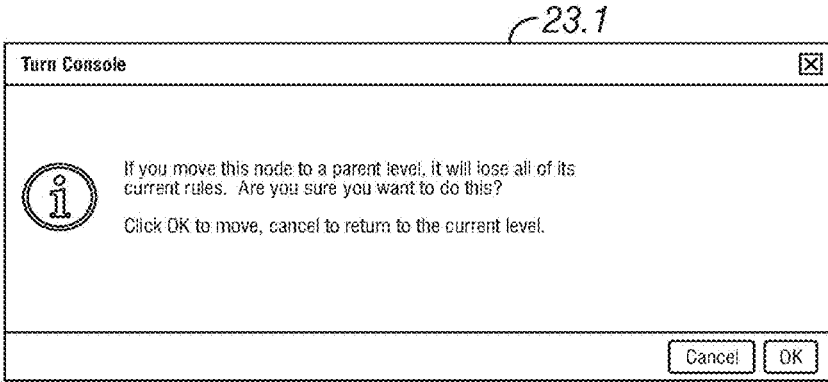 23.1
Turn Console
If you move this node to a parent level, it will lose all of its
current rules. Are you sure you want to do this?
Click OK to move, cancel to return to the current level.
Cancel OK